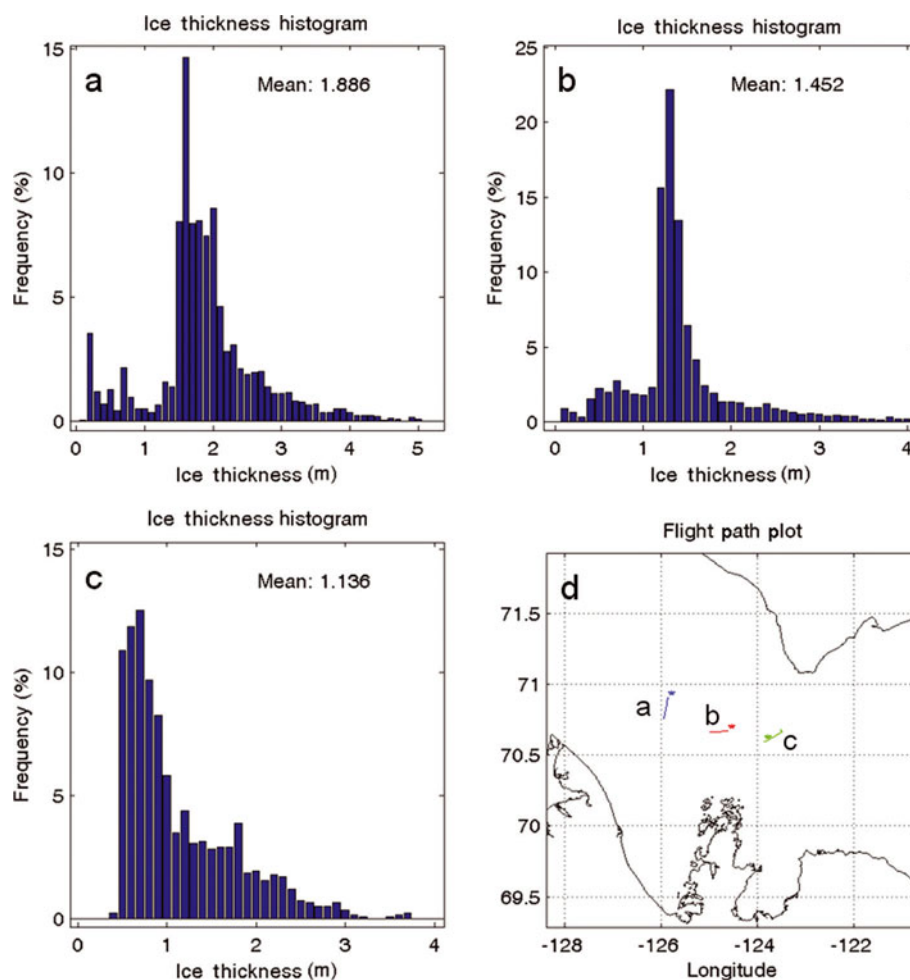 Ice thickness histogram
a
Mean: 1.886
15
10
5
0
Frequency (%)
0 1 2 3 4 5
Ice thickness (m)
Ice thickness histogram
b
Mean: 1.452
25
20
15
10
5
0
Frequency (%)
0 1 2 3 4
Ice thickness (m)
Ice thickness histogram
c
Mean: 1.136
15
10
5
0
Frequency (%)
0 1 2 3 4
Ice thickness (m)
Flight path plot
d
71.5
71
70.5
70
69.5
a
b
c
-128 -126 -124 -122
Longitude